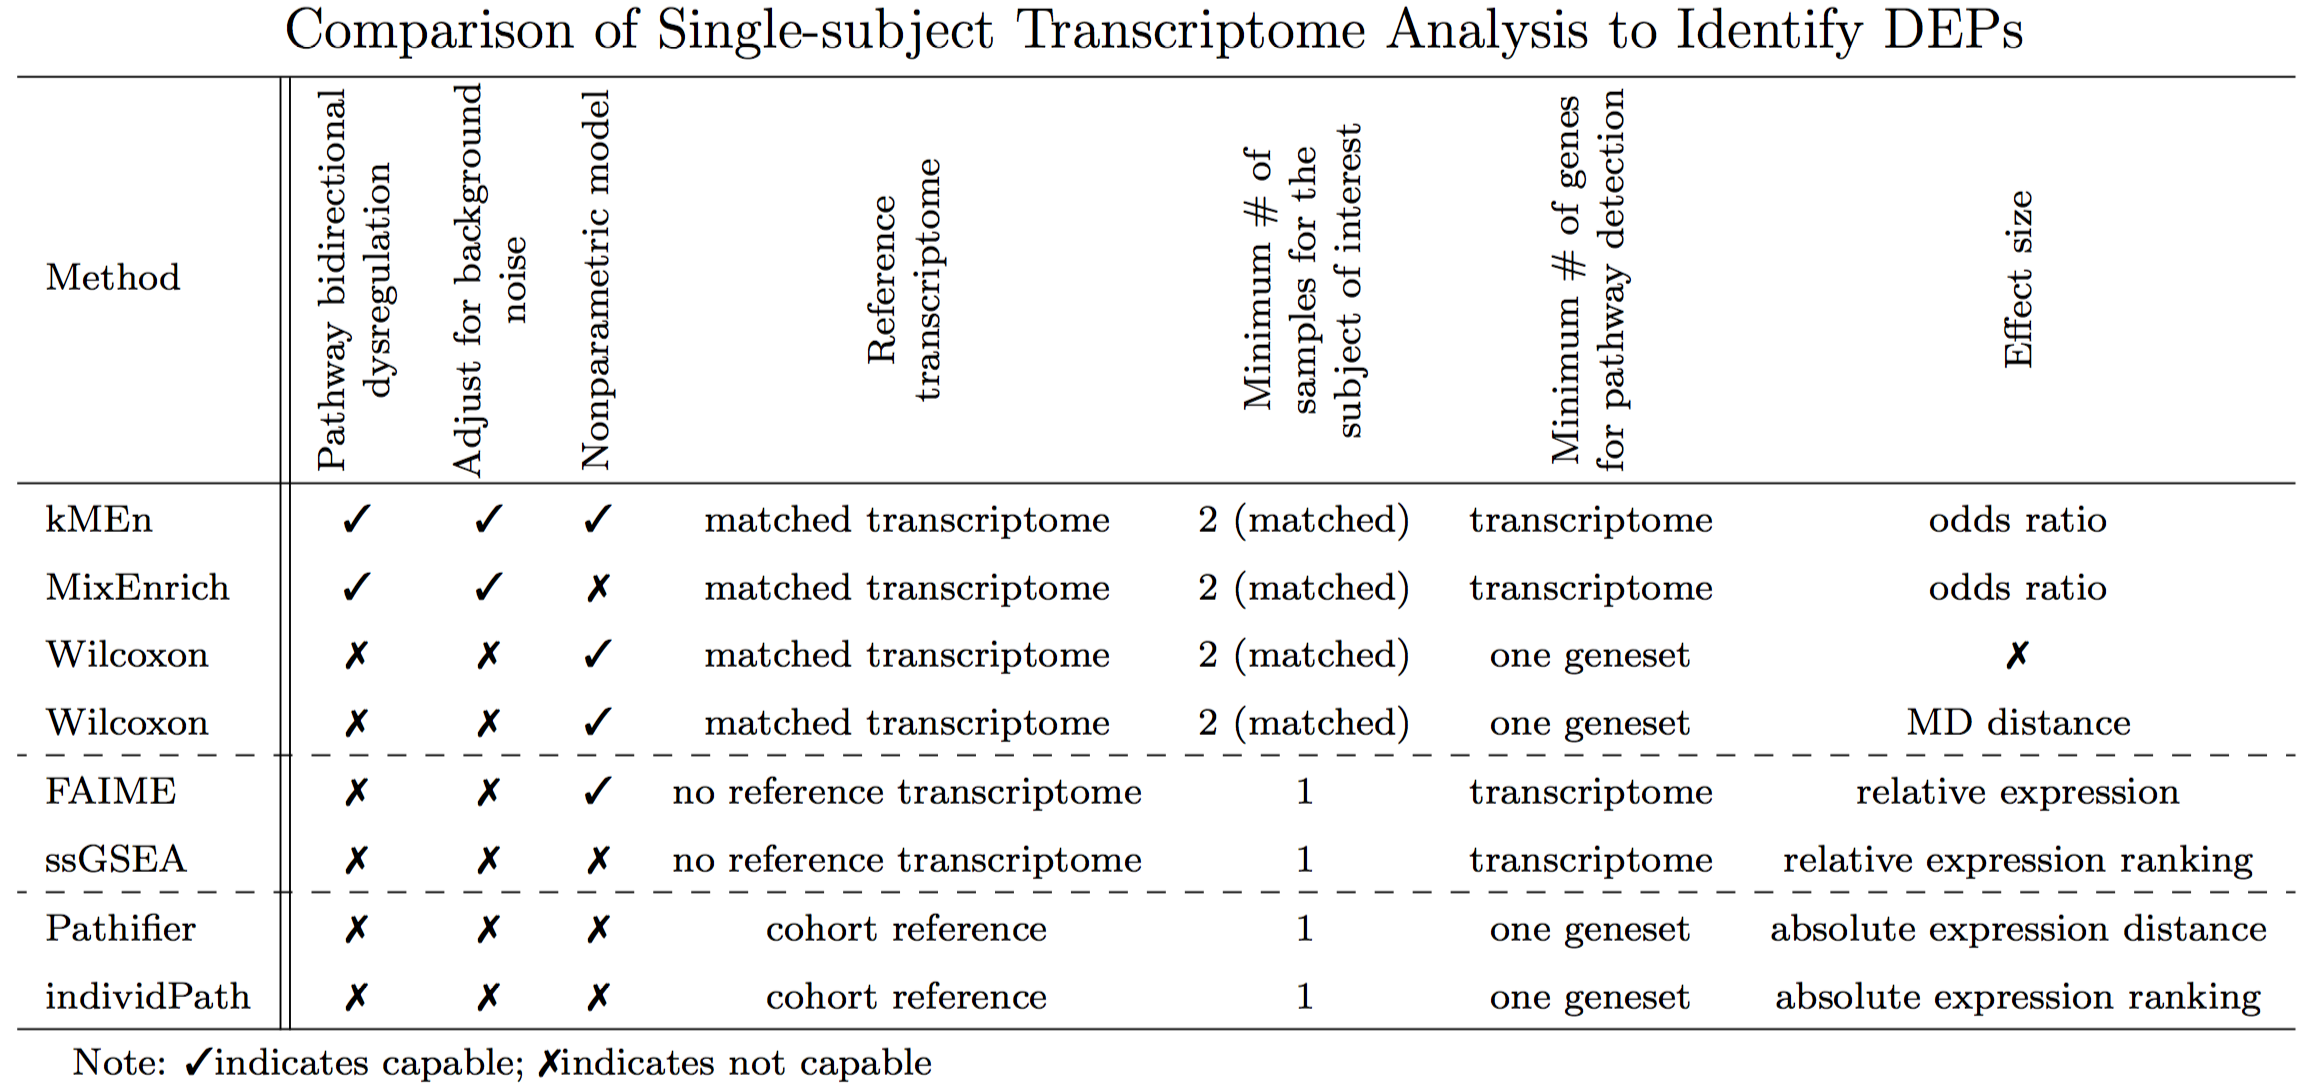 Comparison of Single-subject Transcriptome Analysis to Identify DEPs
Method
Pathway bidirectional
dysregulation
Adjust for background
noise
Nonparametric model
Reference
transcriptome
Minimum # of
samples for the
subject of interest
Minimum # of genes
for pathway detection
Effect size
kMEn ✓ ✓ ✓ matched transcriptome 2 (matched) transcriptome odds ratio
MixEnrich ✓ ✓ ✗ matched transcriptome 2 (matched) transcriptome odds ratio
Wilcoxon ✗ ✗ ✓ matched transcriptome 2 (matched) one geneset ✗
Wilcoxon ✗ ✗ ✓ matched transcriptome 2 (matched) one geneset MD distance
FAIME ✗ ✗ ✓ no reference transcriptome 1 transcriptome relative expression
ssGSEA ✗ ✗ ✗ no reference transcriptome 1 transcriptome relative expression ranking
Pathifier ✗ ✗ ✗ cohort reference 1 one geneset absolute expression distance
individPath ✗ ✗ ✗ cohort reference 1 one geneset absolute expression ranking
Note: ✓indicates capable; ✗indicates not capable